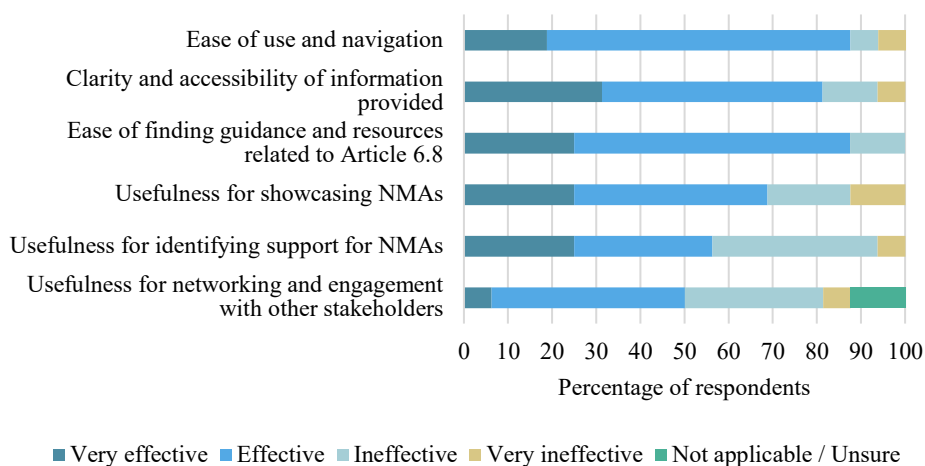 Ease of use and navigation
Clarity and accessibility of information
provided
Ease of finding guidance and resources
related to Article 6.8
Usefulness for showcasing NMAs
Usefulness for identifying support for NMAs
Usefulness for networking and engagement
with other stakeholders
0 10 20 30 40 50 60 70 80 90 100
Percentage of respondents
Very effective Effective Ineffective Very ineffective Not applicable / Unsure